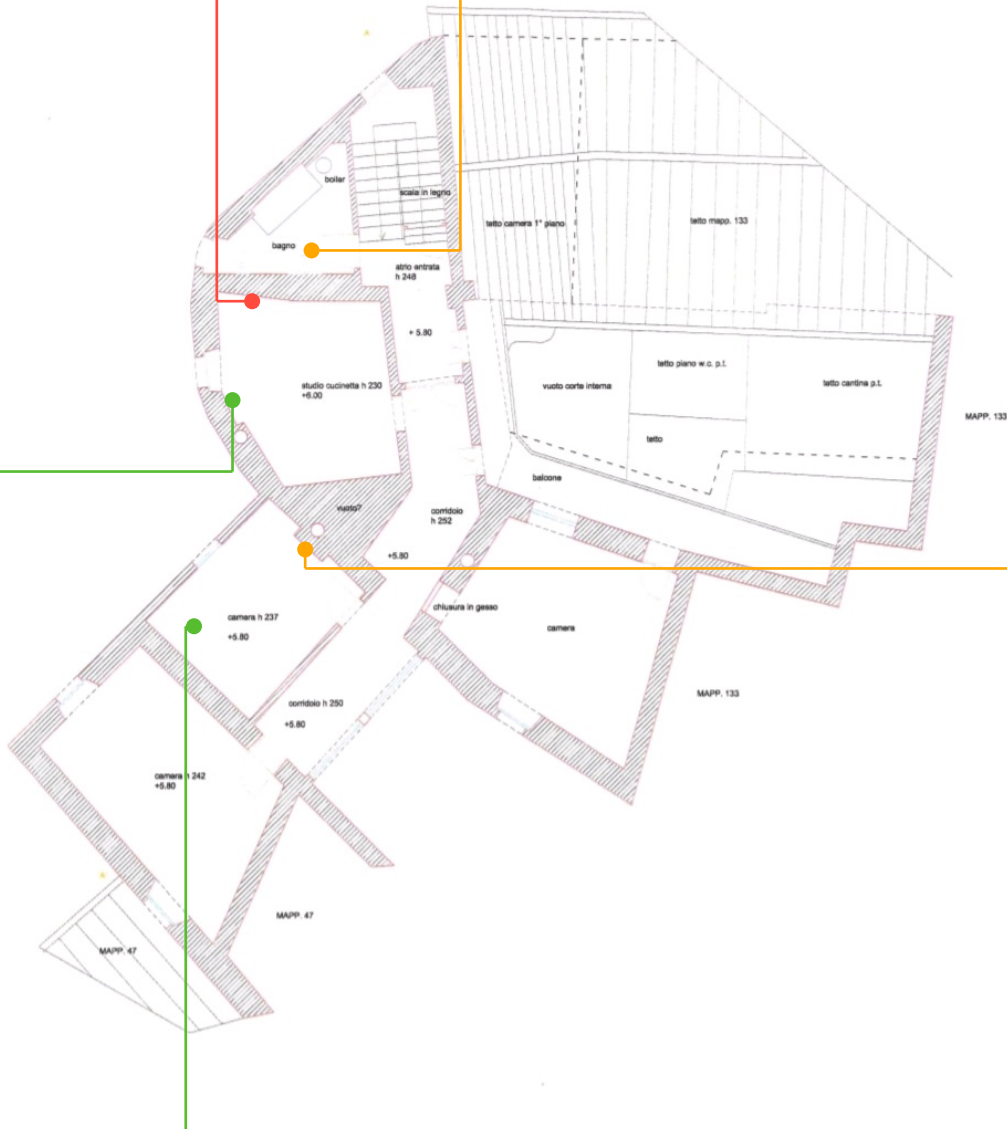 boiler
scala in legno
tetto camera 1° piano
tetto mapp. 133
bagno
atrio entrata
h 248
+ 5.80
studio cucinetta h 230
+6.00
vuoto corte interna
tetto piano w.c. p.t.
tetto cantina p.t.
MAPP. 133
tetto
balcone
vuoto?
corridoio
h 252
+5.80
chiusura in gesso
camera h 237
+5.80
camera
corridoio h 250
+5.80
MAPP. 133
camera h 242
+5.80
MAPP. 47
MAPP. 47